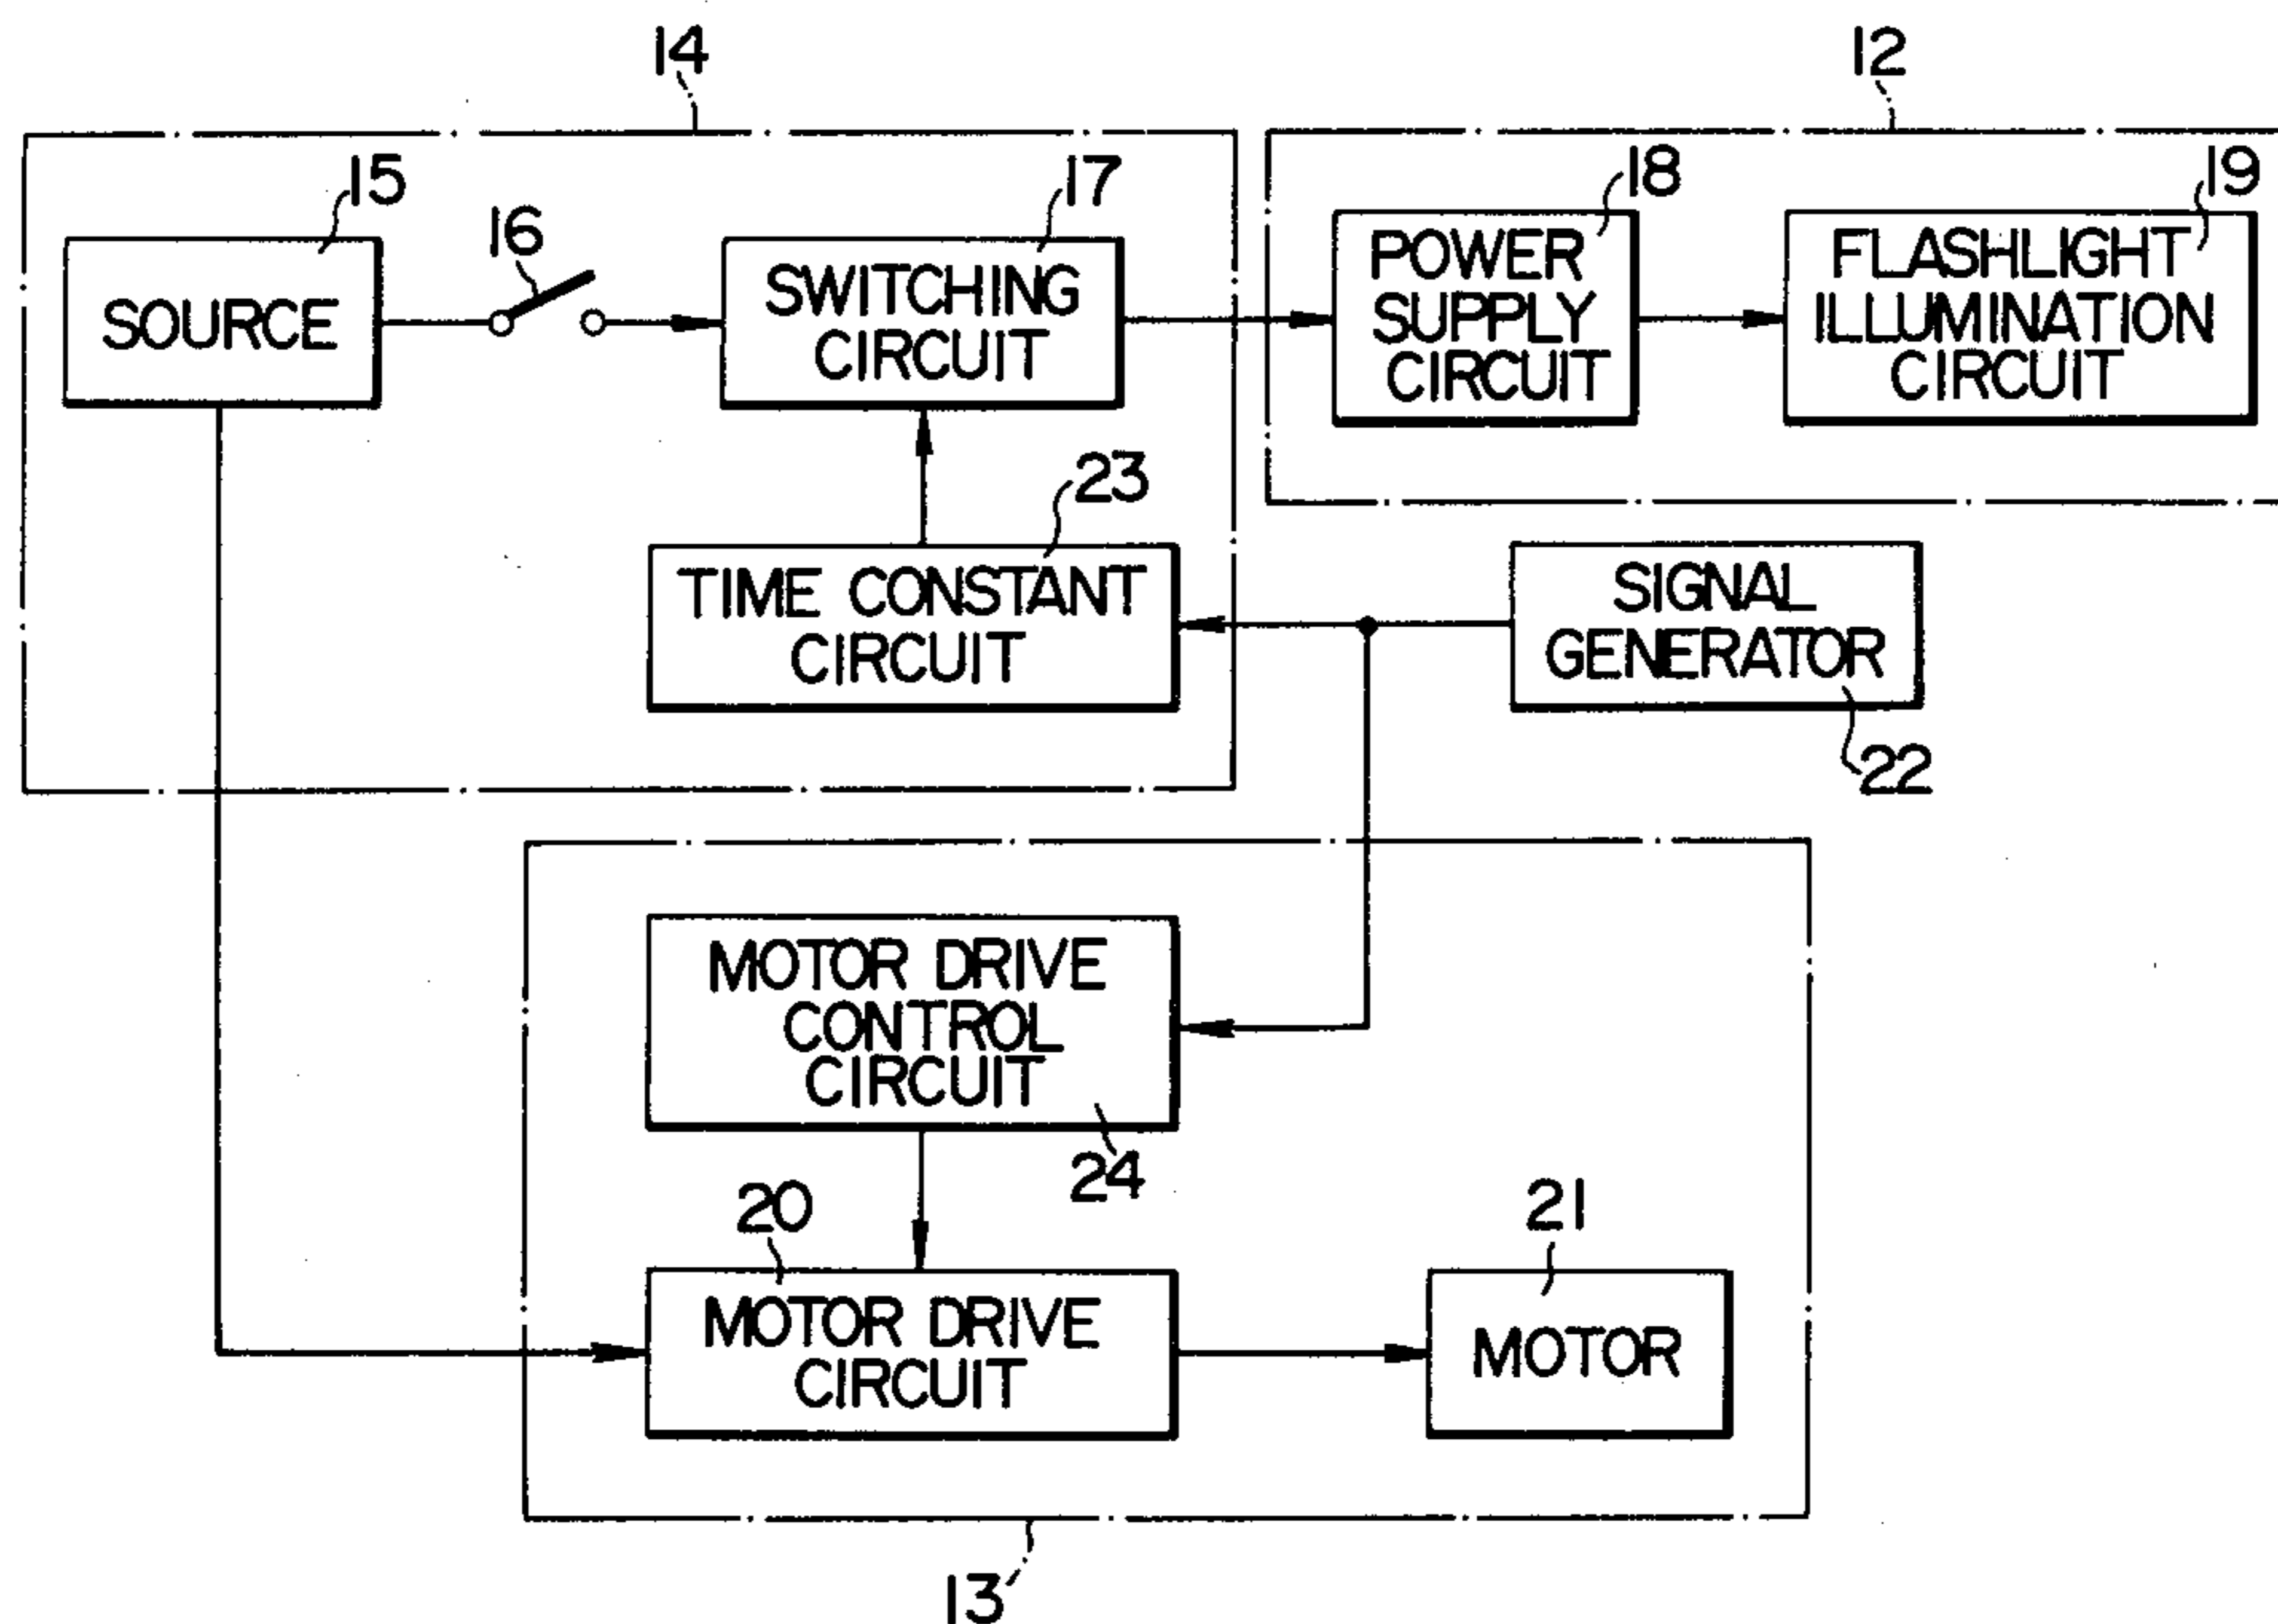 14
12
15
16
17
18
19
SOURCE
SWITCHING
CIRCUIT
POWER
SUPPLY
CIRCUIT
FLASHLIGHT
ILLUMINATION
CIRCUIT
23
TIME CONSTANT
CIRCUIT
SIGNAL
GENERATOR
22
MOTOR DRIVE
CONTROL
CIRCUIT
24
20
21
MOTOR DRIVE
CIRCUIT
MOTOR
13